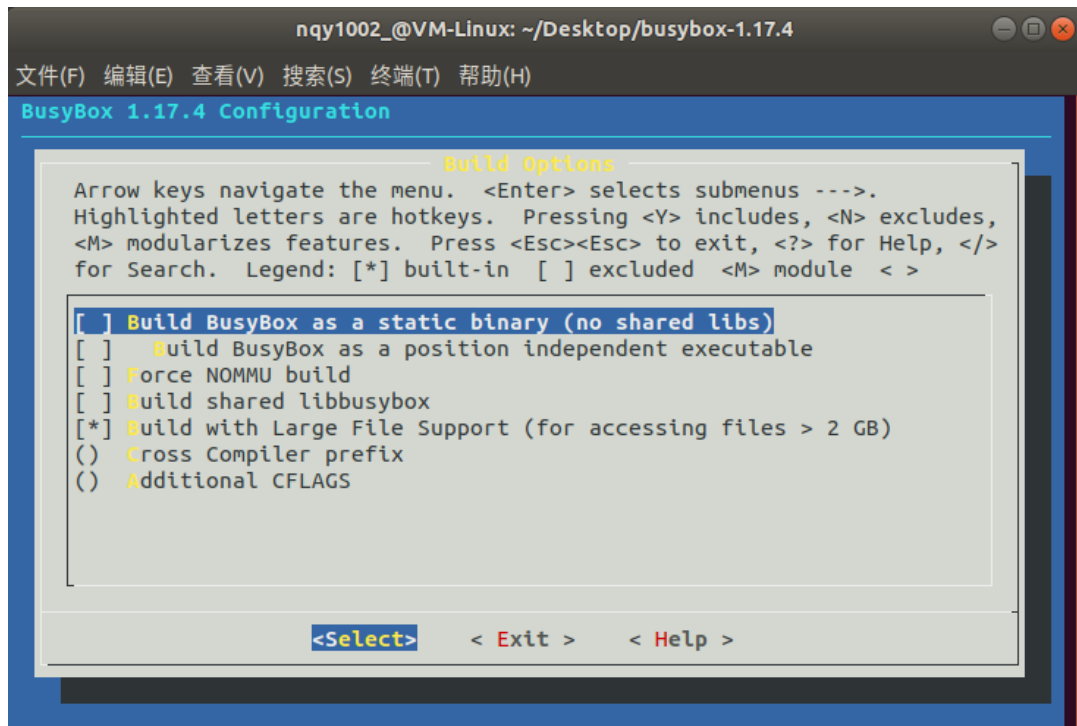 nqy1002_@VM-Linux: ~/Desktop/busybox-1.17.4
文件(F) 编辑(E) 查看(V) 搜索(S) 终端(T) 帮助(H)
BusyBox 1.17.4 Configuration
Build Options
Arrow keys navigate the menu.  <Enter> selects submenus --->.
Highlighted letters are hotkeys.  Pressing <Y> includes, <N> excludes,
<M> modularizes features.  Press <Esc><Esc> to exit, <?> for Help, </>
for Search.  Legend: [*] built-in  [ ] excluded  <M> module  < >
[ ] Build BusyBox as a static binary (no shared libs)
[ ]   Build BusyBox as a position independent executable
[ ] Force NOMMU build
[ ] Build shared libbusybox
[*] Build with Large File Support (for accessing files > 2 GB)
()  Cross Compiler prefix
()  Additional CFLAGS
<Select>    < Exit >    < Help >